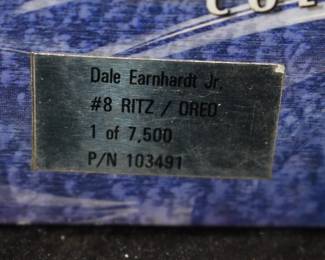 Dale Earnhardt Jr.
#8 RITZ / OREO
1 of 7,500
P/N 103491